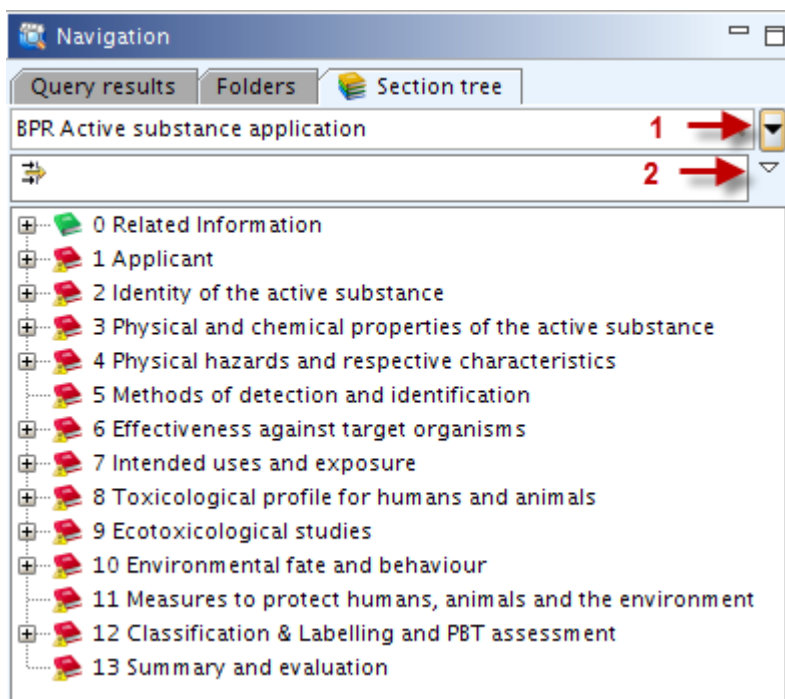 Navigation
Query results Folders Section tree
BPR Active substance application 1
2
0 Related Information
1 Applicant
2 Identity of the active substance
3 Physical and chemical properties of the active substance
4 Physical hazards and respective characteristics
5 Methods of detection and identification
6 Effectiveness against target organisms
7 Intended uses and exposure
8 Toxicological profile for humans and animals
9 Ecotoxicological studies
10 Environmental fate and behaviour
11 Measures to protect humans, animals and the environment
12 Classification & Labelling and PBT assessment
13 Summary and evaluation